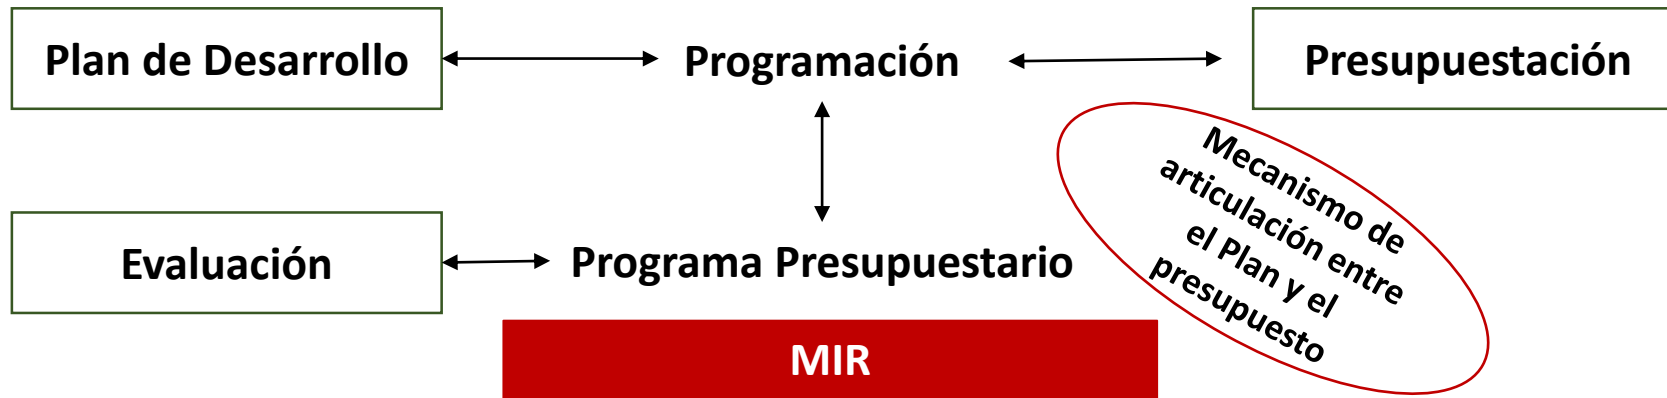 Plan de Desarrollo
Programación
Presupuestación
Mecanismo de
articulación entre
el Plan y el
presupuesto
Evaluación
Programa Presupuestario
MIR